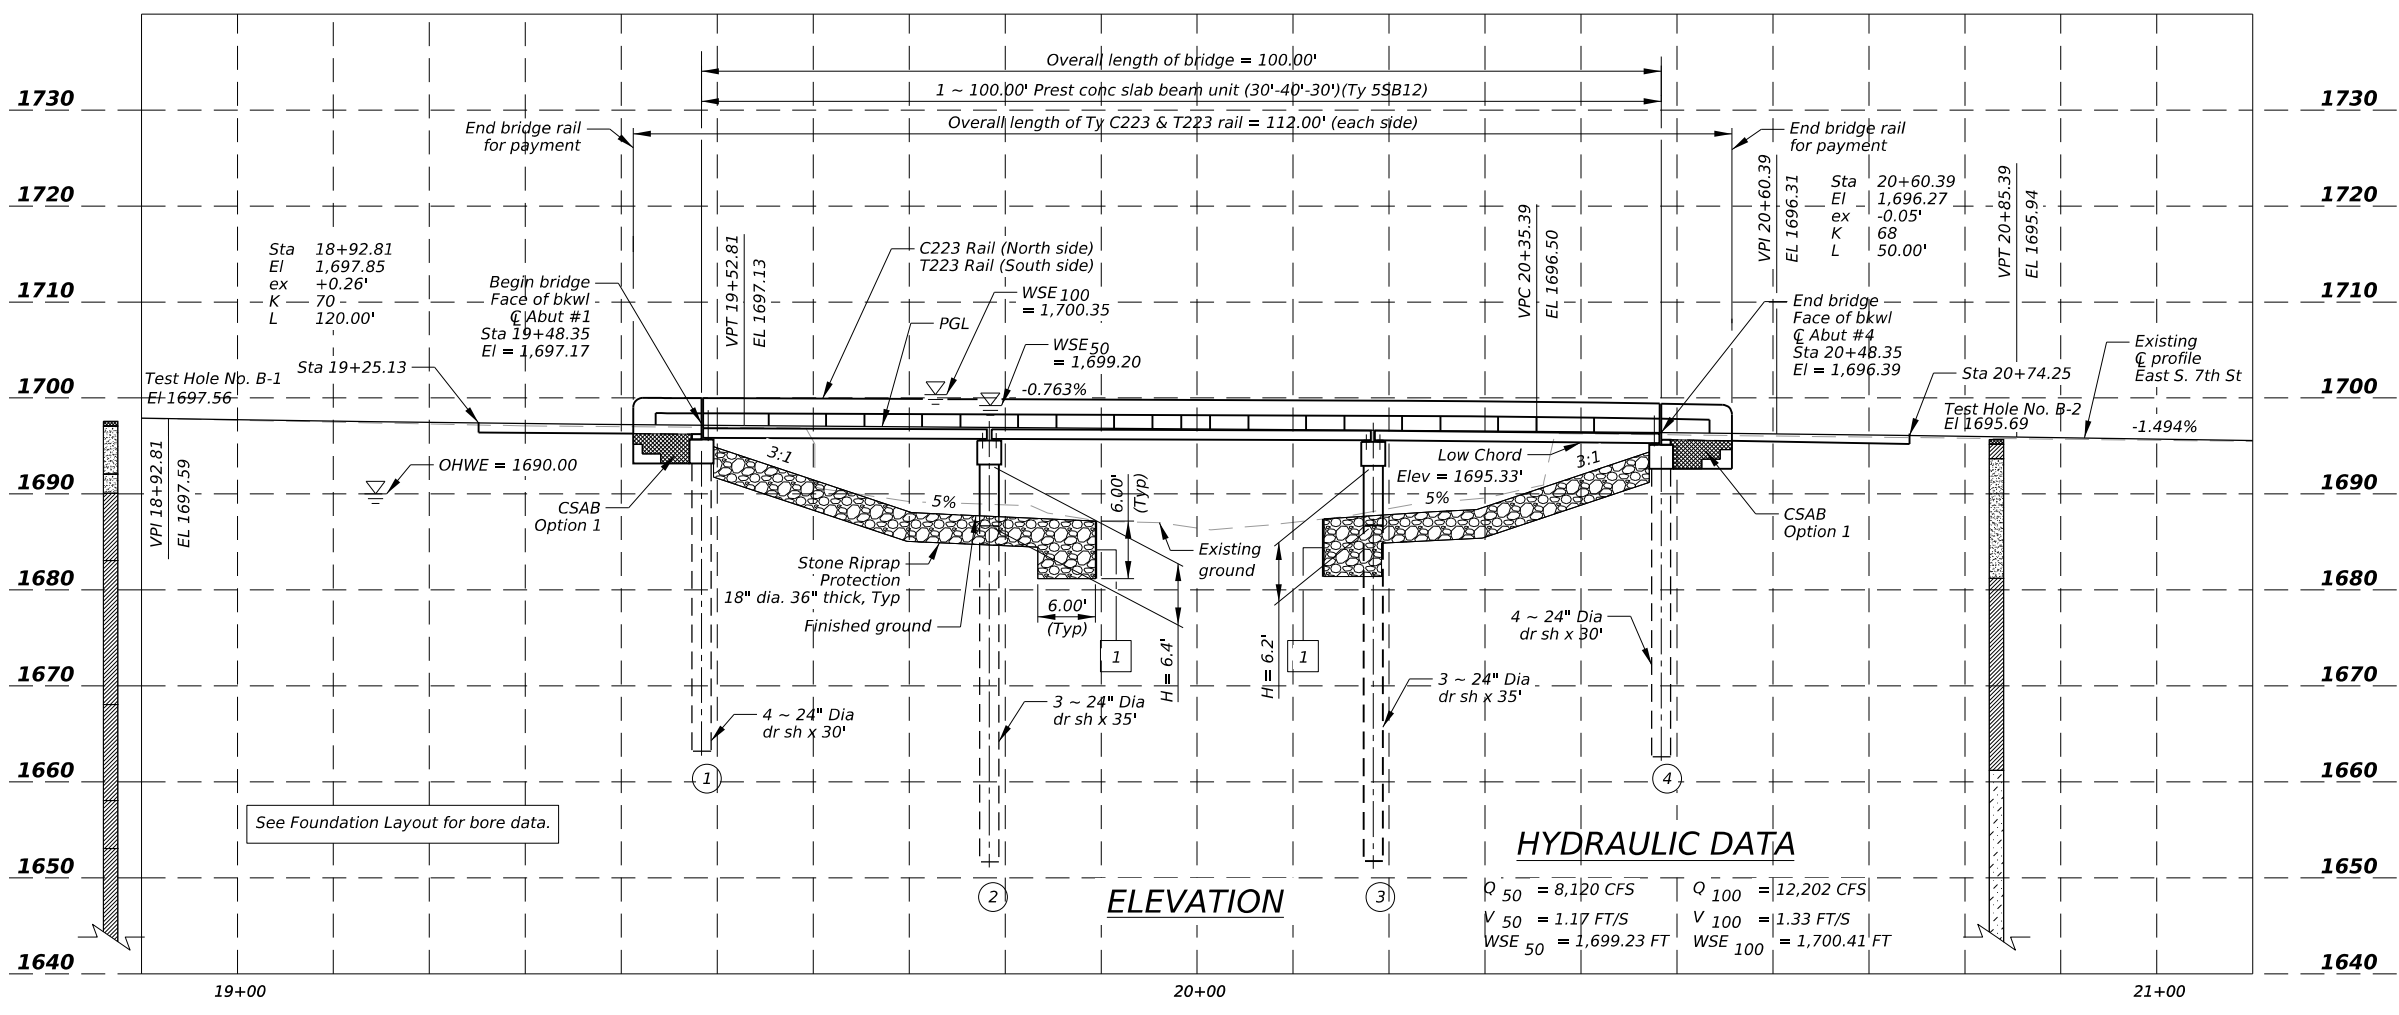 Overall length of bridge = 100.00'
1 ~ 100.00' Prest conc slab beam unit (30'-40'-30')(Ty 5SB12)
Overall length of Ty C223 & T223 rail = 112.00' (each side)
End bridge rail
for payment
End bridge rail
for payment
1730
1720
1710
1700
1690
1680
1670
1660
1650
1640
1730
1720
1710
1700
1690
1680
1670
1660
1650
1640
Sta 18+92.81
El 1,697.85
ex +0.26'
K 70
L 120.00'
Begin bridge
Face of bkwl
℄ Abut #1
Sta 19+48.35
El = 1,697.17
VPT 19+52.81
EL 1697.13
C223 Rail (North side)
T223 Rail (South side)
WSE 100
= 1,700.35
PGL
WSE 50
= 1,699.20
-0.763%
VPC 20+35.39
EL 1696.50
VPI 20+60.39
EL 1696.31
Sta 20+60.39
El 1,696.27
ex -0.05'
K 68
L 50.00'
VPT 20+85.39
EL 1695.94
End bridge
Face of bkwl
℄ Abut #4
Sta 20+48.35
El = 1,696.39
Existing
℄ profile
East S. 7th St
Sta 20+74.25
Test Hole No. B-2
El 1695.69
-1.494%
Test Hole No. B-1
El 1697.56
Sta 19+25.13
VPI 18+92.81
EL 1697.59
OHWE = 1690.00
CSAB
Option 1
3:1
5%
6.00'
(Typ)
Low Chord
Elev = 1695.33'
3:1
5%
CSAB
Option 1
Existing
ground
Stone Riprap
Protection
18" dia. 36" thick, Typ
Finished ground
6.00'
(Typ)
1
H = 6.4'
H = 6.2'
1
4 ~ 24" Dia
dr sh x 30'
3 ~ 24" Dia
dr sh x 35'
3 ~ 24" Dia
dr sh x 35'
4 ~ 24" Dia
dr sh x 30'
1
2
3
4
See Foundation Layout for bore data.
ELEVATION
HYDRAULIC DATA
Q 50 = 8,120 CFS Q 100 = 12,202 CFS
V 50 = 1.17 FT/S V 100 = 1.33 FT/S
WSE 50 = 1,699.23 FT WSE 100 = 1,700.41 FT
19+00
20+00
21+00